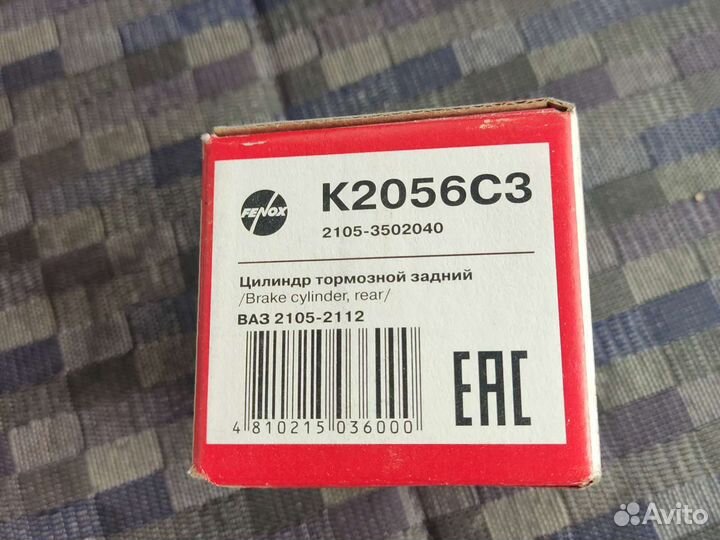 FENOX
K2056C3
2105-3502040
Цилиндр тормозной задний
/Brake cylinder, rear/
ВАЗ 2105-2112
4 810215 036000
EAC
Avito